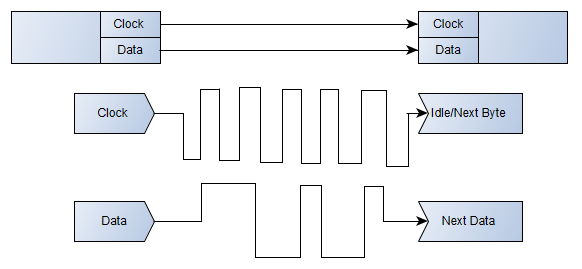 Clock
Clock
Data
Data
Clock
Idle/Next Byte
Data
Next Data